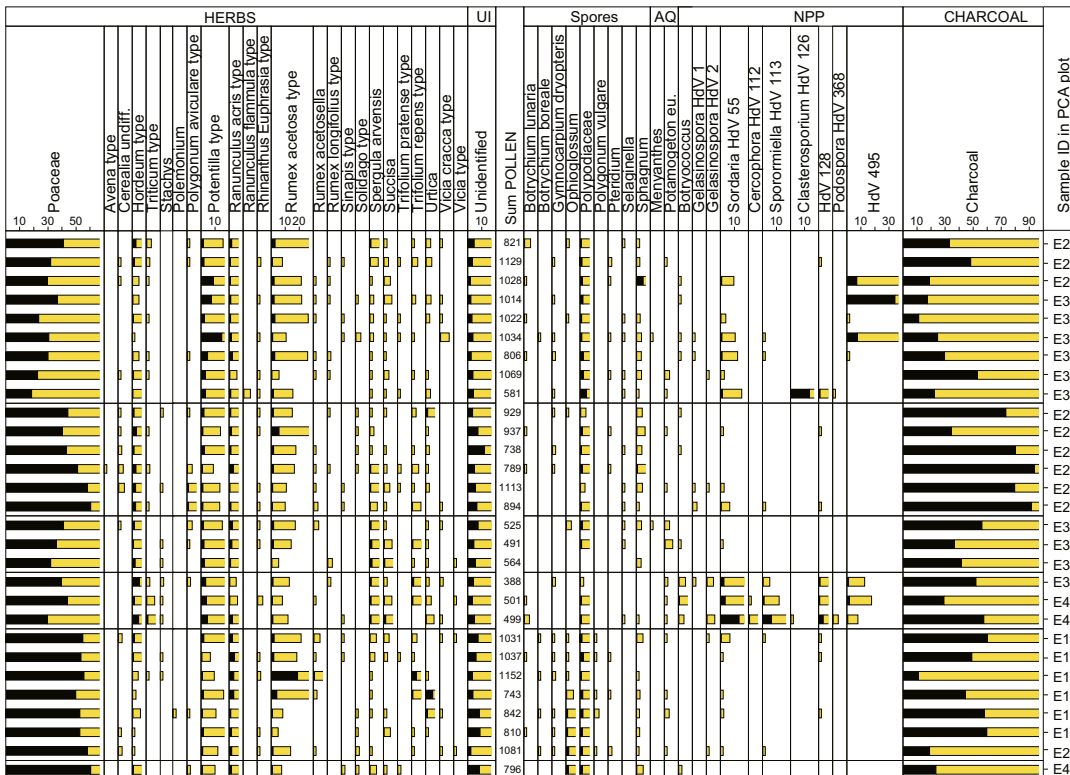 HERBS UI Spores AQ NPP CHARCOAL
Poaceae
Avena type
Cerealia undiff.
Hordeum type
Triticum type
Stachys
Polemonium
Polygonum aviculare type
Potentilla type
Ranunculus acris type
Ranunculus flammula type
Rhinanthus Euphrasia type
Rumex acetosa type
Rumex acetosella
Rumex longifolius type
Sinapis type
Solidago type
Spergula arvensis
Succisa
Trifolium pratense type
Trifolium repens type
Urtica
Vicia cracca type
Vicia type
Unidentified
Sum POLLEN
Botrychium lunaria
Botrychium boreale
Gymnocarpium dryopteris
Ophioglossum
Polypodiaceae
Polygonum vulgare
Pteridium
Selaginella
Sphagnum
Menyanthes
Potamogeton eu.
Botryococcus
Gelasinospora HdV 1
Gelasinospora HdV 2
Sordaria HdV 55
Cercophora HdV 112
Sporormiella HdV 113
Clasterosporium HdV 126
HdV 128
Podospora HdV 368
HdV 495
Charcoal
Sample ID in PCA plot
10 30 50 10 1020 10 10 10 10 10 30 10 30 50 70 90
821 E2
1129 E2
1028 E2
1014 E3
1022 E3
1034 E3
806 E3
1069 E3
581 E3
929 E2
937 E2
738 E2
789 E2
1113 E2
894 E2
525 E3
491 E3
564 E3
388 E3
501 E4
499 E4
1031 E1
1037 E1
1152 E1
743 E1
842 E1
810 E1
1081 E2
796 E4